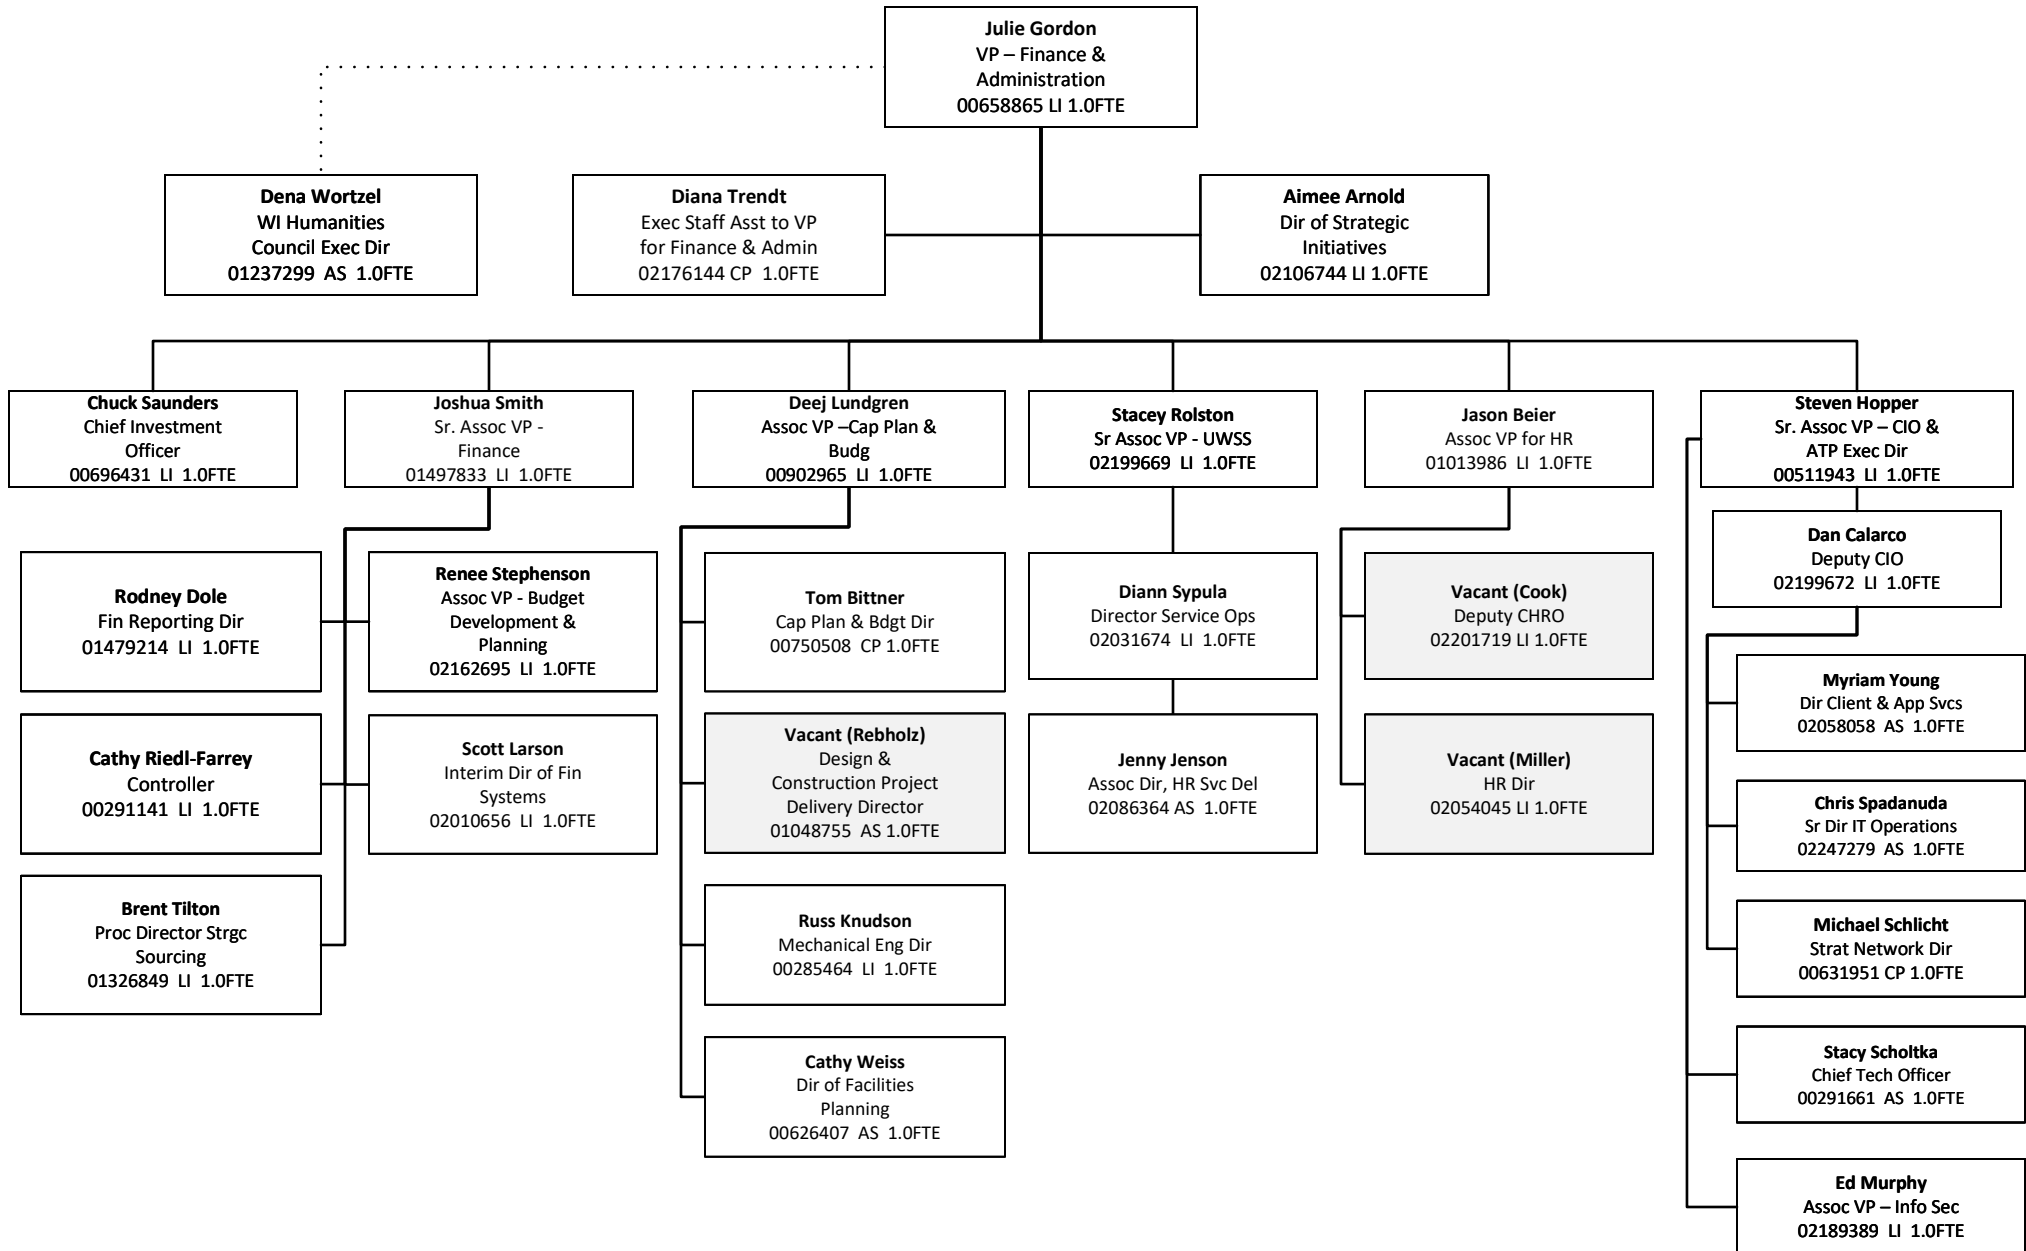 Julie Gordon
VP – Finance &
Administration
00658865 LI 1.0FTE
Dena Wortzel
WI Humanities
Council Exec Dir
01237299 AS 1.0FTE
Diana Trendt
Exec Staff Asst to VP
for Finance & Admin
02176144 CP 1.0FTE
Aimee Arnold
Dir of Strategic
Initiatives
02106744 LI 1.0FTE
Chuck Saunders
Chief Investment
Officer
00696431 LI 1.0FTE
Joshua Smith
Sr. Assoc VP -
Finance
01497833 LI 1.0FTE
Deej Lundgren
Assoc VP –Cap Plan &
Budg
00902965 LI 1.0FTE
Stacey Rolston
Sr Assoc VP - UWSS
02199669 LI 1.0FTE
Jason Beier
Assoc VP for HR
01013986 LI 1.0FTE
Steven Hopper
Sr. Assoc VP – CIO &
ATP Exec Dir
00511943 LI 1.0FTE
Rodney Dole
Fin Reporting Dir
01479214 LI 1.0FTE
Renee Stephenson
Assoc VP - Budget
Development &
Planning
02162695 LI 1.0FTE
Cathy Riedl-Farrey
Controller
00291141 LI 1.0FTE
Scott Larson
Interim Dir of Fin
Systems
02010656 LI 1.0FTE
Brent Tilton
Proc Director Strgc
Sourcing
01326849 LI 1.0FTE
Tom Bittner
Cap Plan & Bdgt Dir
00750508 CP 1.0FTE
Vacant (Rebholz)
Design &
Construction Project
Delivery Director
01048755 AS 1.0FTE
Russ Knudson
Mechanical Eng Dir
00285464 LI 1.0FTE
Cathy Weiss
Dir of Facilities
Planning
00626407 AS 1.0FTE
Diann Sypula
Director Service Ops
02031674 LI 1.0FTE
Jenny Jenson
Assoc Dir, HR Svc Del
02086364 AS 1.0FTE
Vacant (Cook)
Deputy CHRO
02201719 LI 1.0FTE
Vacant (Miller)
HR Dir
02054045 LI 1.0FTE
Dan Calarco
Deputy CIO
02199672 LI 1.0FTE
Myriam Young
Dir Client & App Svcs
02058058 AS 1.0FTE
Chris Spadanuda
Sr Dir IT Operations
02247279 AS 1.0FTE
Michael Schlicht
Strat Network Dir
00631951 CP 1.0FTE
Stacy Scholtka
Chief Tech Officer
00291661 AS 1.0FTE
Ed Murphy
Assoc VP – Info Sec
02189389 LI 1.0FTE